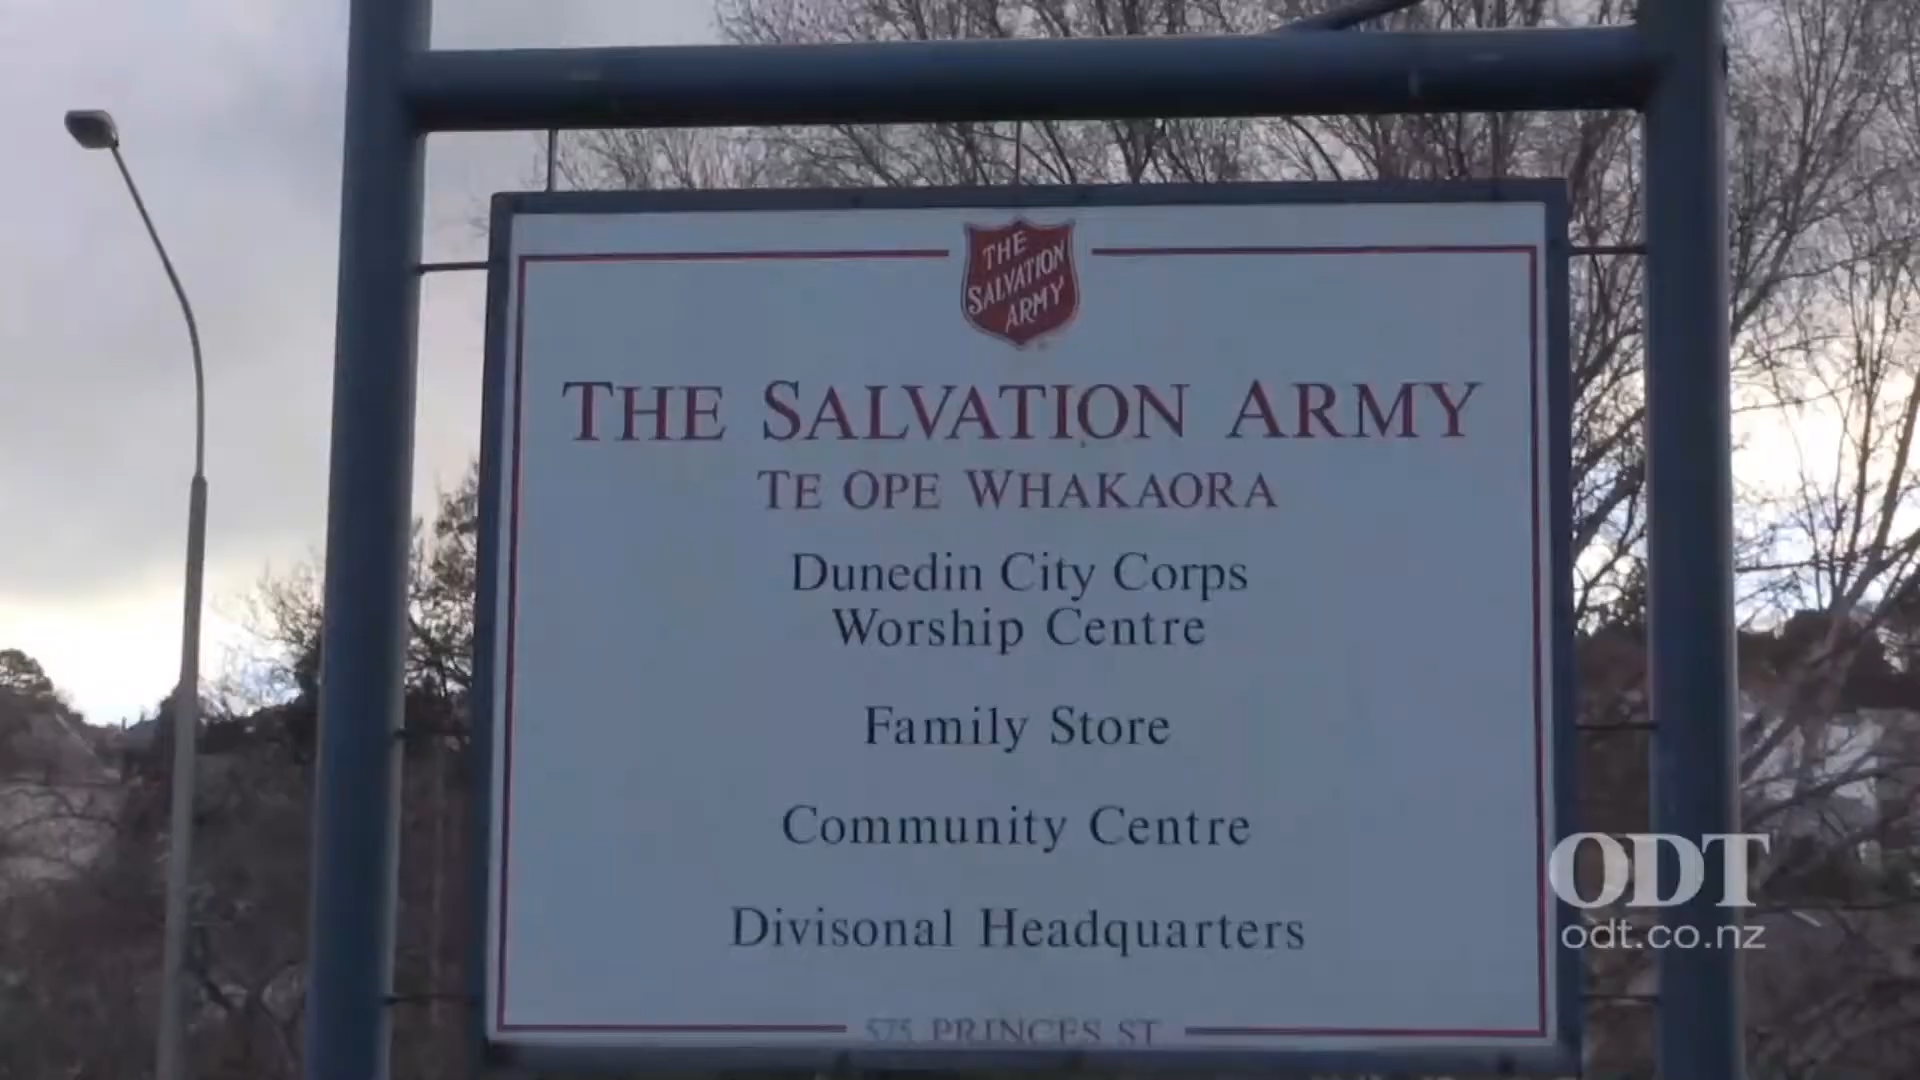 THE
SALVATION
ARMY
THE SALVATION ARMY
TE OPE WHAKAORA
Dunedin City Corps
Worship Centre
Family Store
Community Centre
Divisonal Headquarters
575 PRINCES ST
ODT
odt.co.nz